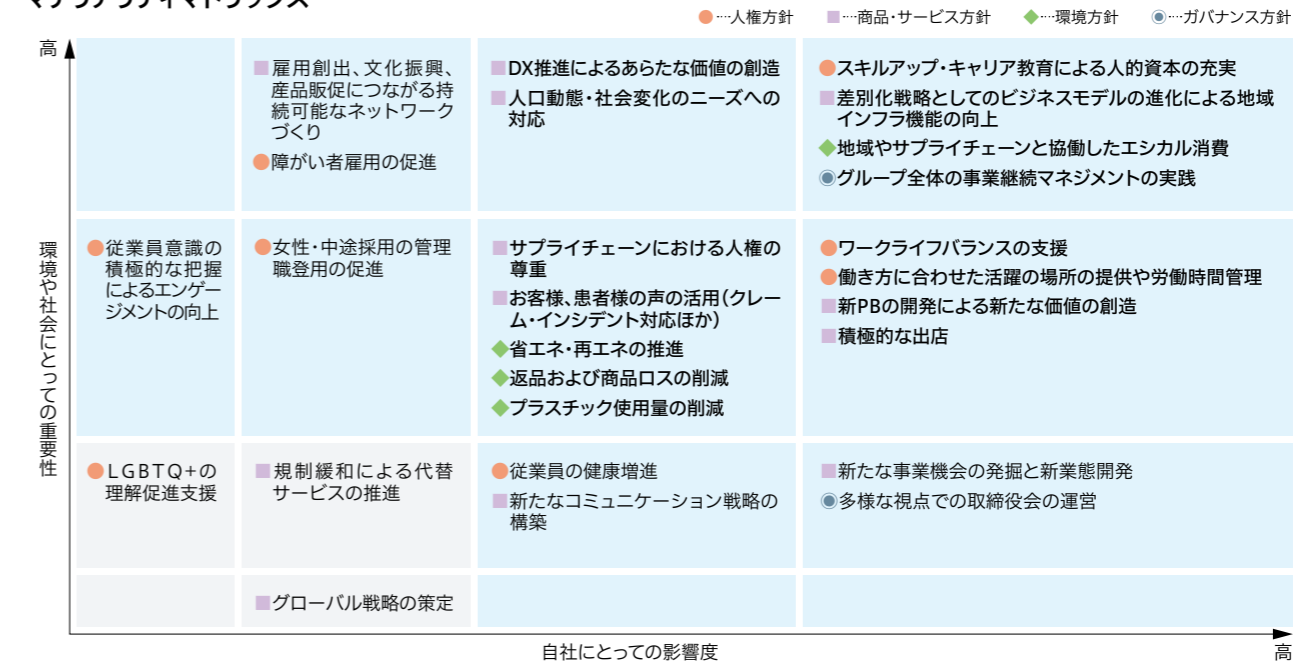 マテリアリティマトリックス
●…人権方針 ■…商品・サービス方針 ◆…環境方針 ◉…ガバナンス方針
高
環境や社会にとっての重要性
■雇用創出、文化振興、
産品販促につながる持
続可能なネットワーク
づくり
●障がい者雇用の促進
■DX推進によるあらたな価値の創造
■人口動態・社会変化のニーズへの
対応
●スキルアップ・キャリア教育による人的資本の充実
■差別化戦略としてのビジネスモデルの進化による地域
インフラ機能の向上
◆地域やサプライチェーンと協働したエシカル消費
◉グループ全体の事業継続マネジメントの実践
●従業員意識の
積極的な把握
によるエンゲー
ジメントの向上
●女性・中途採用の管理
職登用の促進
■サプライチェーンにおける人権の
尊重
■お客様、患者様の声の活用（クレー
ム・インシデント対応ほか）
◆省エネ・再エネの推進
◆返品および商品ロスの削減
◆プラスチック使用量の削減
●ワークライフバランスの支援
●働き方に合わせた活躍の場所の提供や労働時間管理
■新PBの開発による新たな価値の創造
■積極的な出店
●LGBTQ+の
理解促進支援
■規制緩和による代替
サービスの推進
●従業員の健康増進
■新たなコミュニケーション戦略の
構築
■新たな事業機会の発掘と新業態開発
◉多様な視点での取締役会の運営
■グローバル戦略の策定
自社にとっての影響度
高